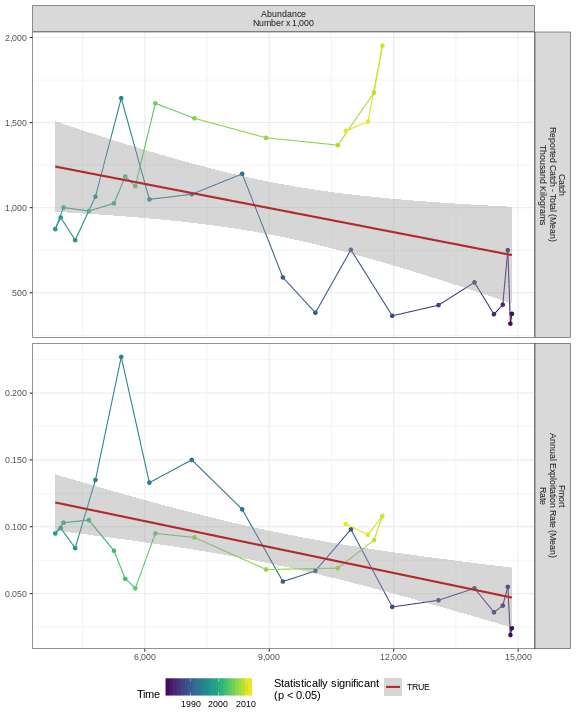 Abundance
Number x 1,000
2,000
1,500
1,000
500
Catch
Reported Catch - Total (Mean)
Thousand Kilograms
0.200
0.150
0.100
0.050
Fmort
Annual Exploitation Rate (Mean)
Rate
6,000 9,000 12,000 15,000
Time
1990 2000 2010
Statistically significant
(p < 0.05)
TRUE